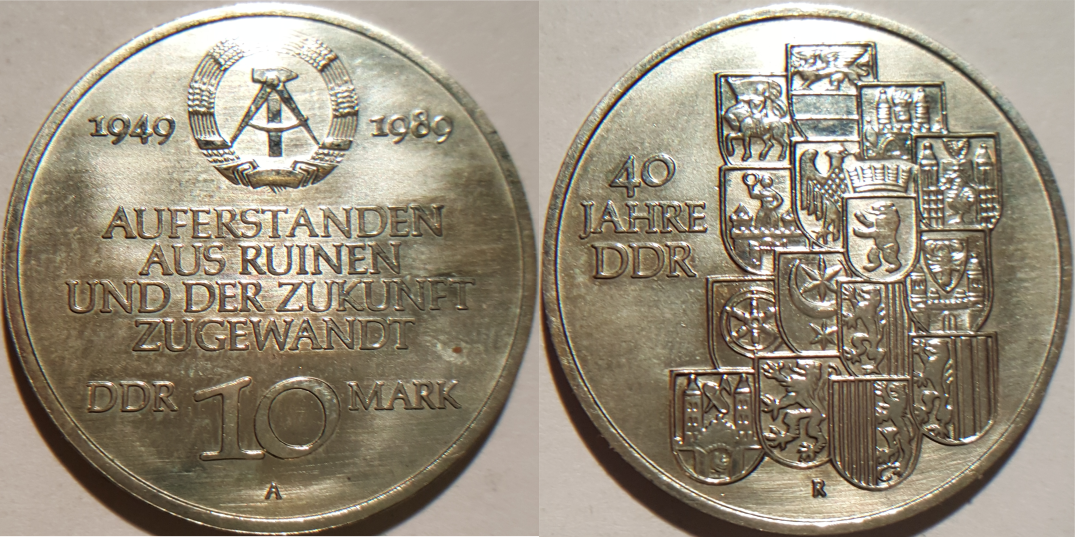 1949 1989
AUFERSTANDEN
AUS RUINEN
UND DER ZUKUNFT
ZUGEWANDT
DDR 10 MARK
A
40
JAHRE
DDR
R